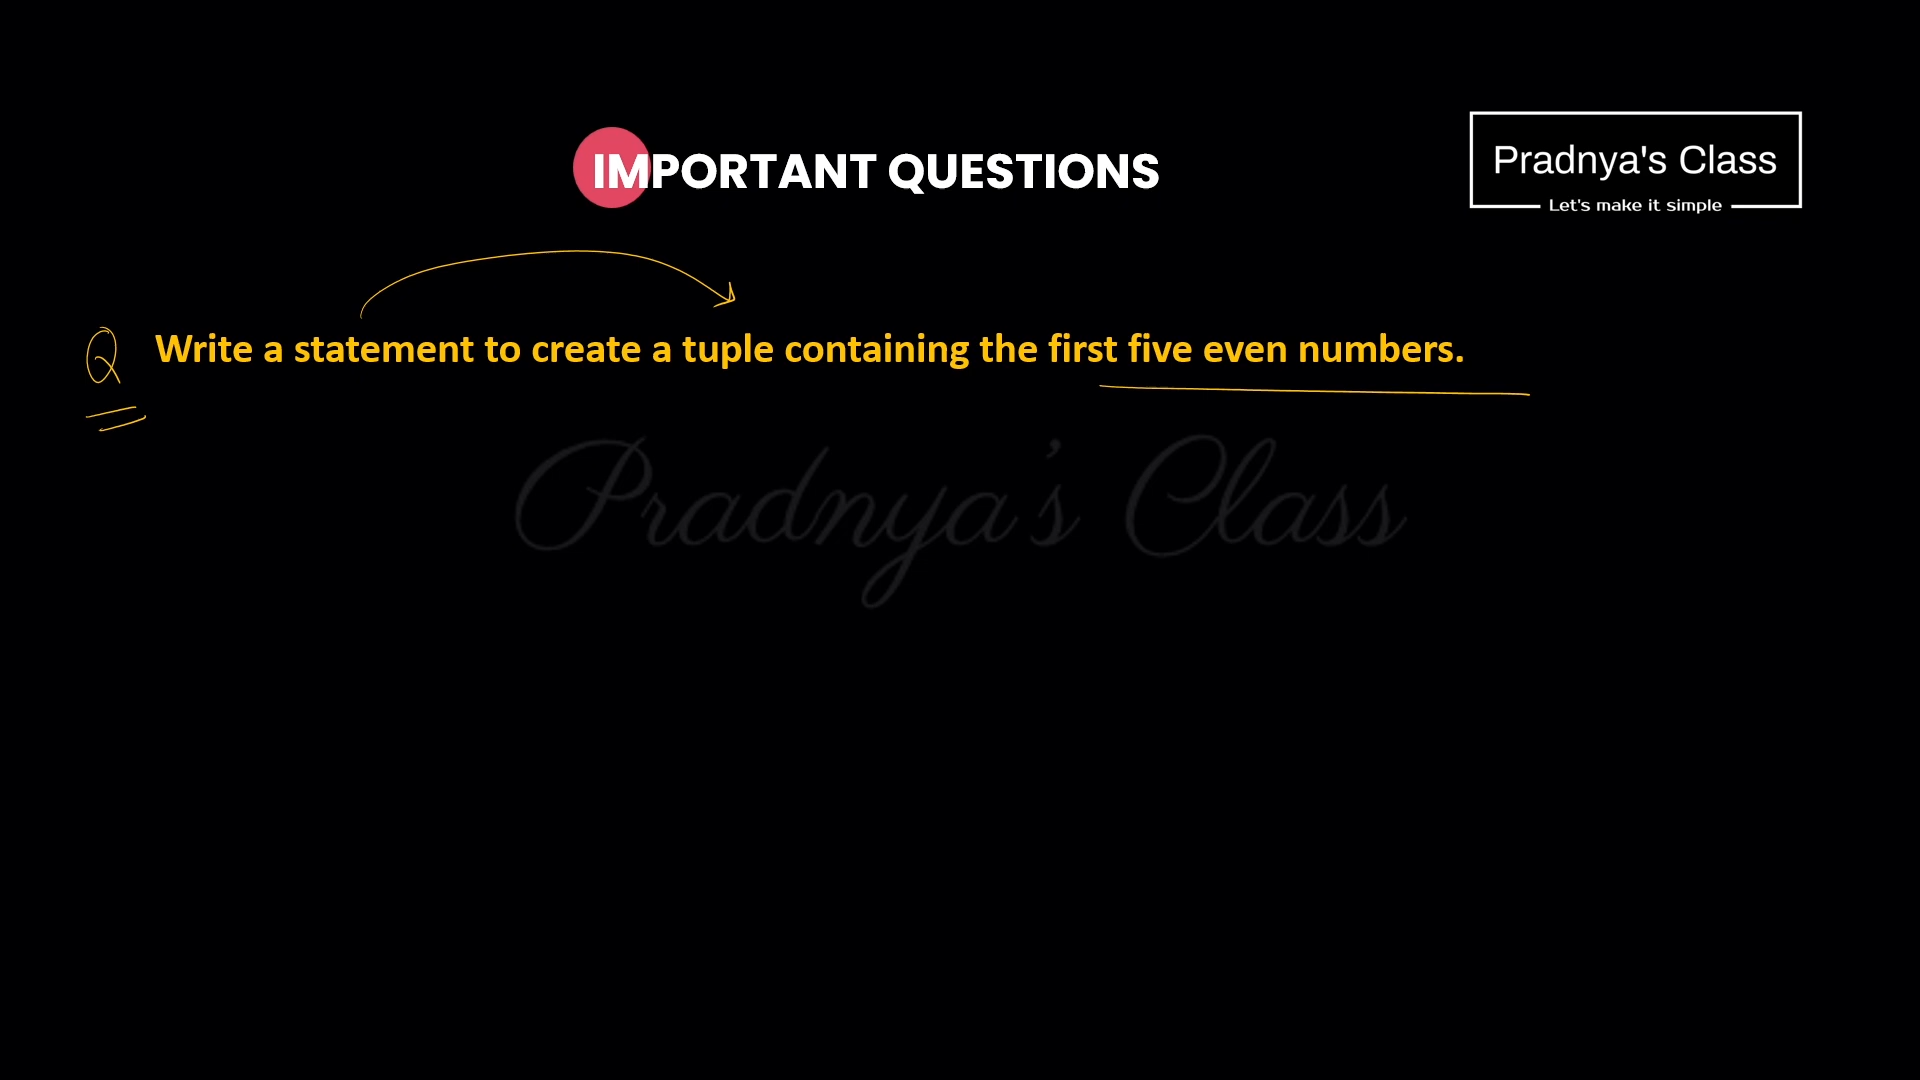 IMPORTANT QUESTIONS
Pradnya's Class
Let's make it simple
Q Write a statement to create a tuple containing the first five even numbers.
Pradnya's Class